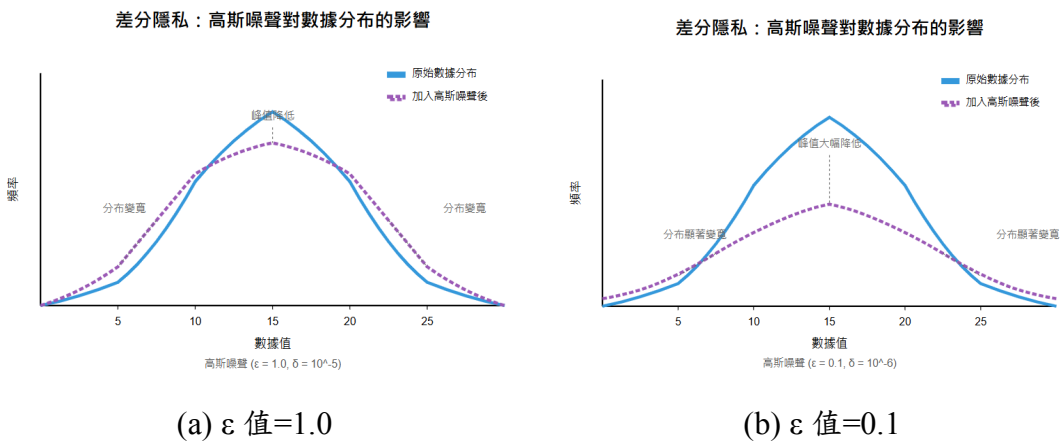 差分隱私：高斯噪聲對數據分布的影響
原始數據分布
加入高斯噪聲後
峰值降低
頻率
分布變寬
分布變寬
5
10
15
20
25
數據值
高斯噪聲 (ε = 1.0, δ = 10^-5)
(a) ε 值=1.0
差分隱私：高斯噪聲對數據分布的影響
原始數據分布
加入高斯噪聲後
峰值大幅降低
頻率
分布顯著變寬
分布顯著變寬
5
10
15
20
25
數據值
高斯噪聲 (ε = 0.1, δ = 10^-6)
(b) ε 值=0.1